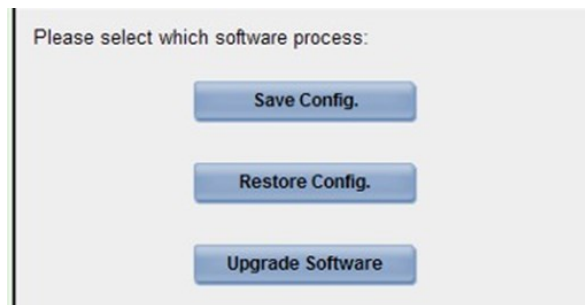 Please select which software process:
Save Config.
Restore Config.
Upgrade Software